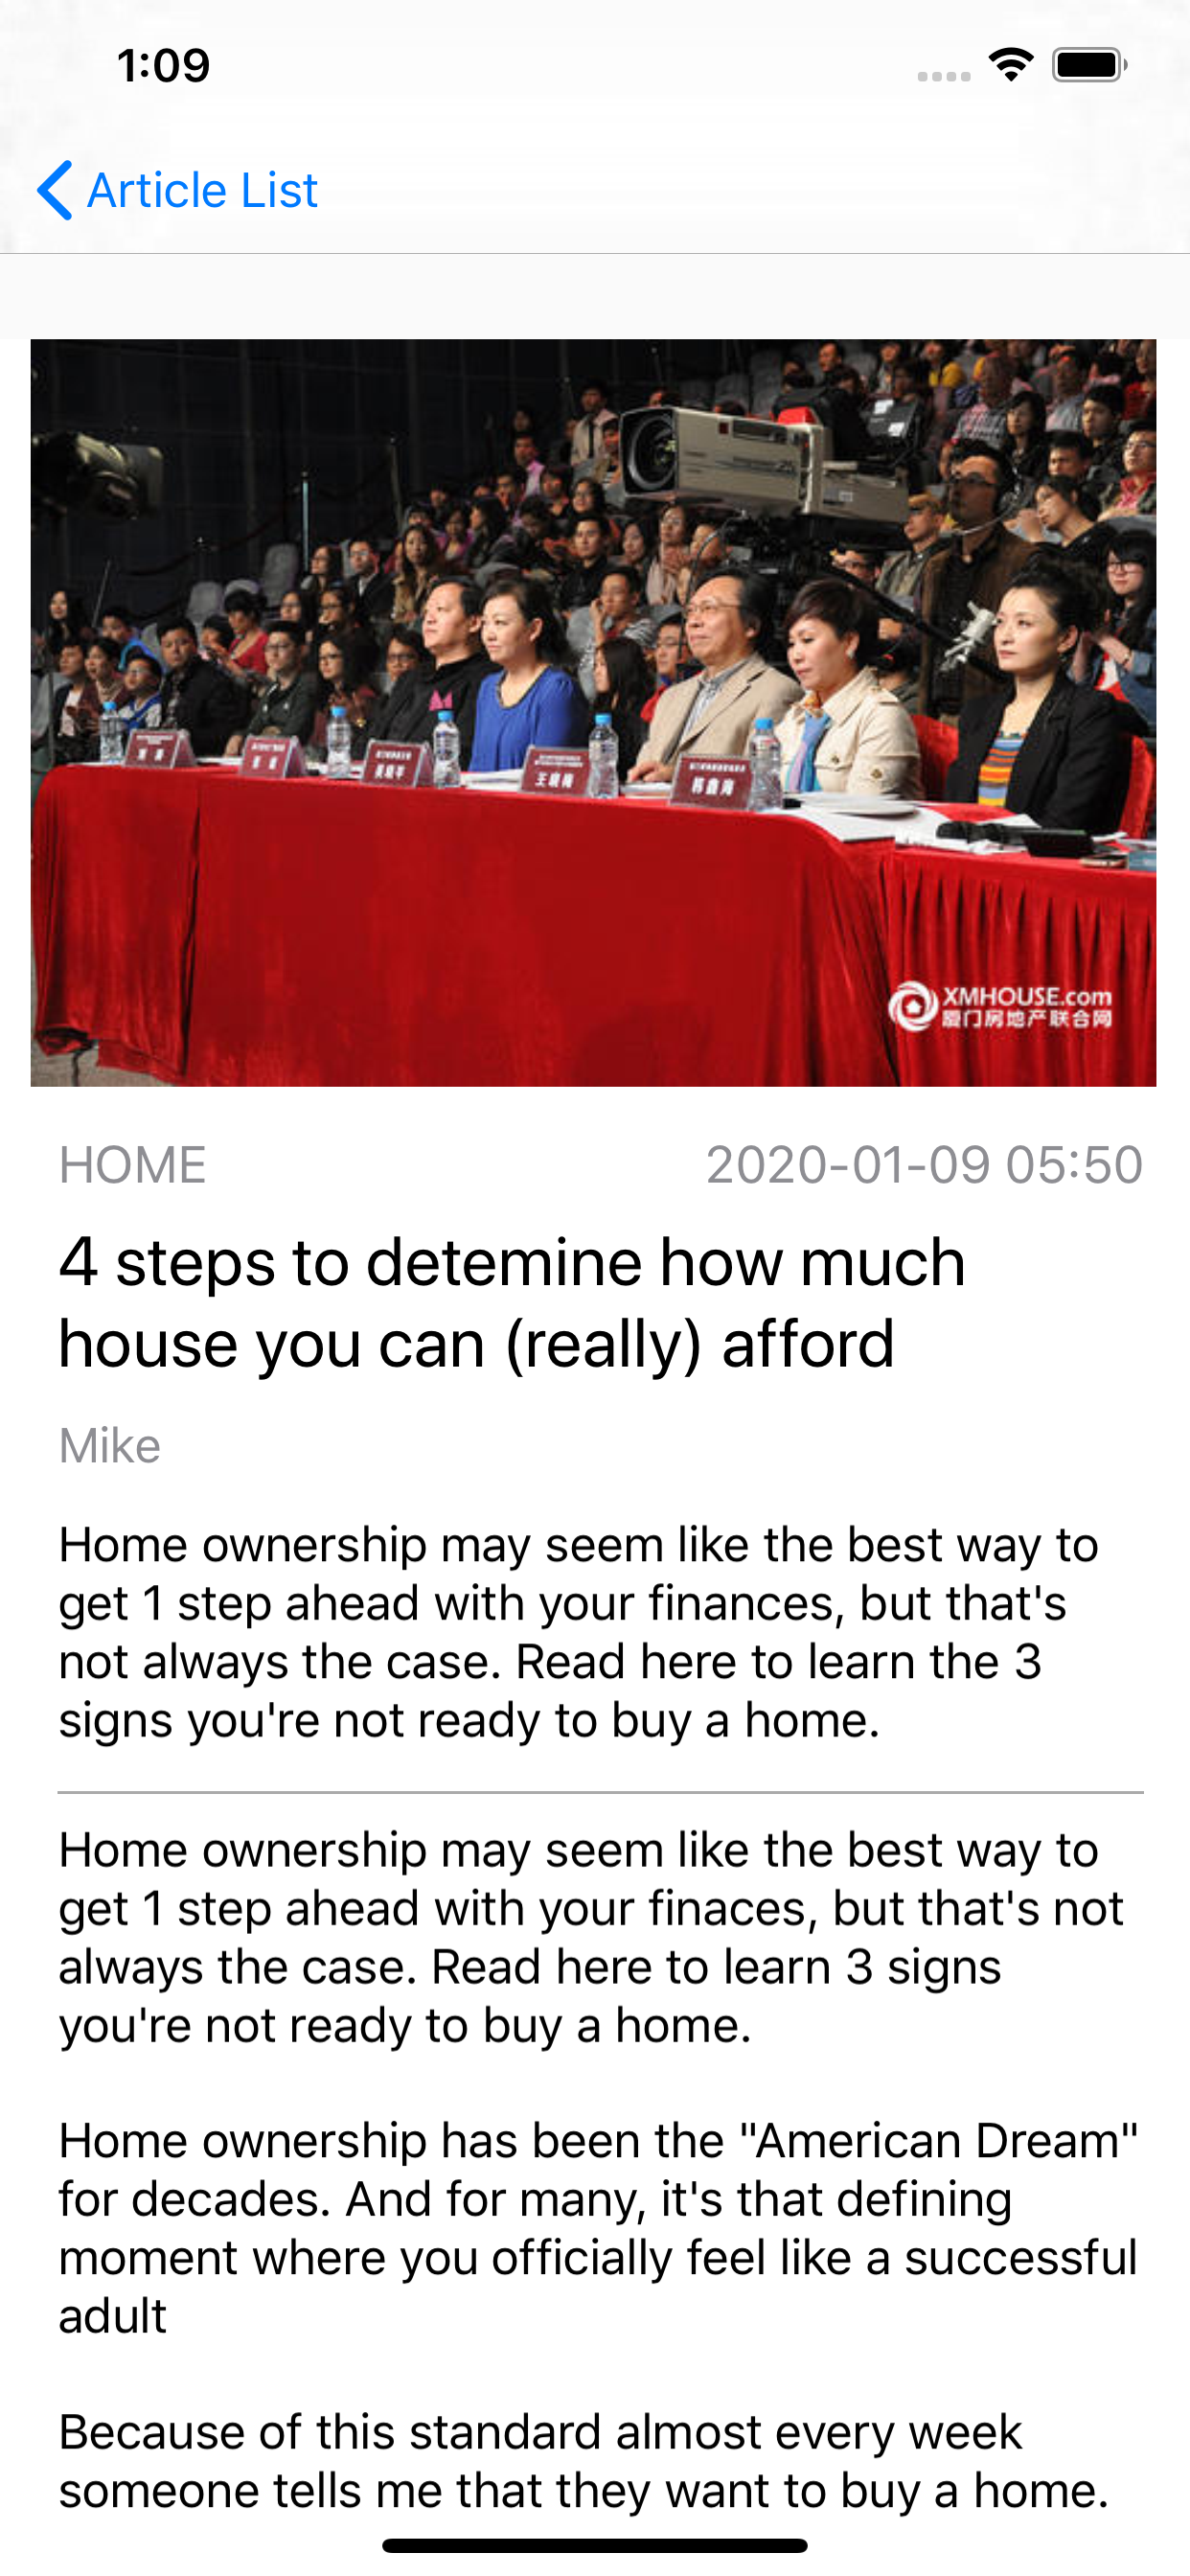 1:09
Article List
王
XMHOUSE.com
厦门房地产联合网
HOME
2020-01-09 05:50
4 steps to detemine how much
house you can (really) afford
Mike
Home ownership may seem like the best way to
get 1 step ahead with your finances, but that's
not always the case. Read here to learn the 3
signs you're not ready to buy a home.
Home ownership may seem like the best way to
get 1 step ahead with your finaces, but that's not
always the case. Read here to learn 3 signs
you're not ready to buy a home.
Home ownership has been the "American Dream"
for decades. And for many, it's that defining
moment where you officially feel like a successful
adult
Because of this standard almost every week
someone tells me that they want to buy a home.